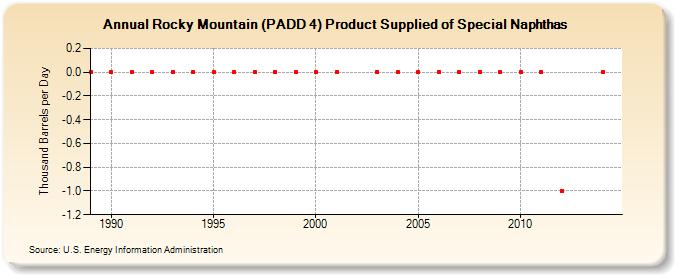 Annual Rocky Mountain (PADD 4) Product Supplied of Special Naphthas
Thousand Barrels per Day
0.2
0.0
-0.2
-0.4
-0.6
-0.8
-1.0
-1.2
1990 1995 2000 2005 2010
Source: U.S. Energy Information Administration